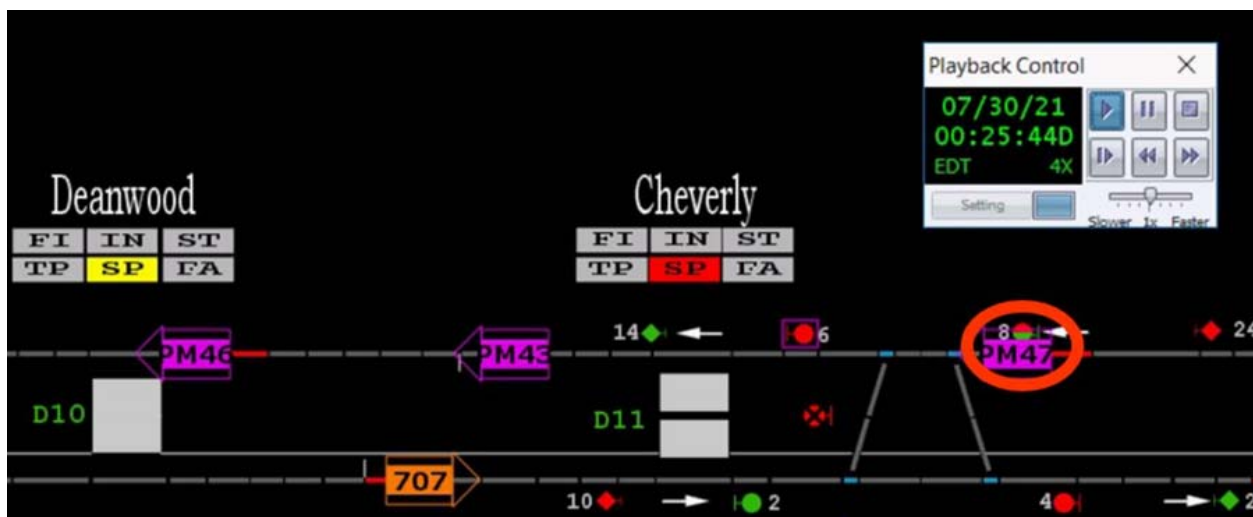 Playback Control
07/30/21
00:25:44D
EDT 4X
Setting
Slower 1x Faster
Deanwood
FI IN ST
TP SP FA
Cheverly
FI IN ST
TP SP FA
14
6
8
24
PM46
PM43
PM47
D10
D11
707
10
2
4
2